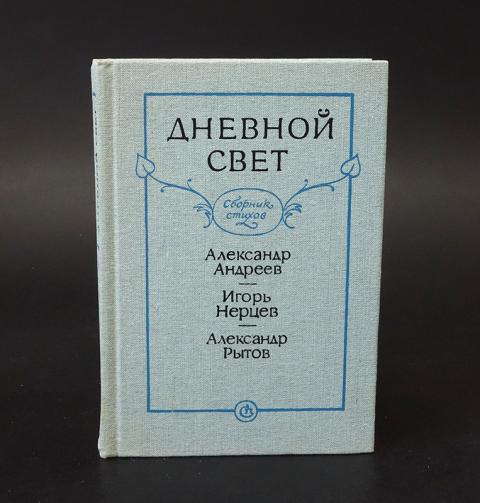 ДНЕВНОЙ
СВЕТ
Сборник
стихов
Александр
Андреев
Игорь
Нерцев
Александр
Рытов